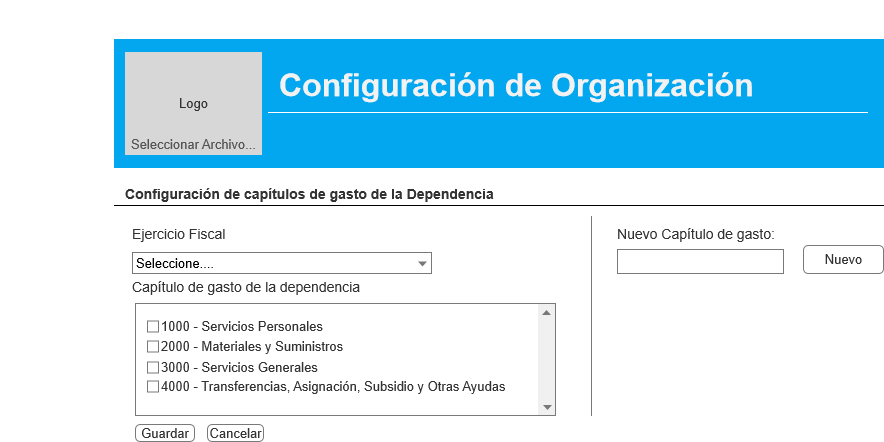 Configuración de Organización
Logo
Seleccionar Archivo...
Configuración de capítulos de gasto de la Dependencia
Ejercicio Fiscal
Seleccione....
Capítulo de gasto de la dependencia
1000 - Servicios Personales
2000 - Materiales y Suministros
3000 - Servicios Generales
4000 - Transferencias, Asignación, Subsidio y Otras Ayudas
Guardar Cancelar
Nuevo Capítulo de gasto:
Nuevo